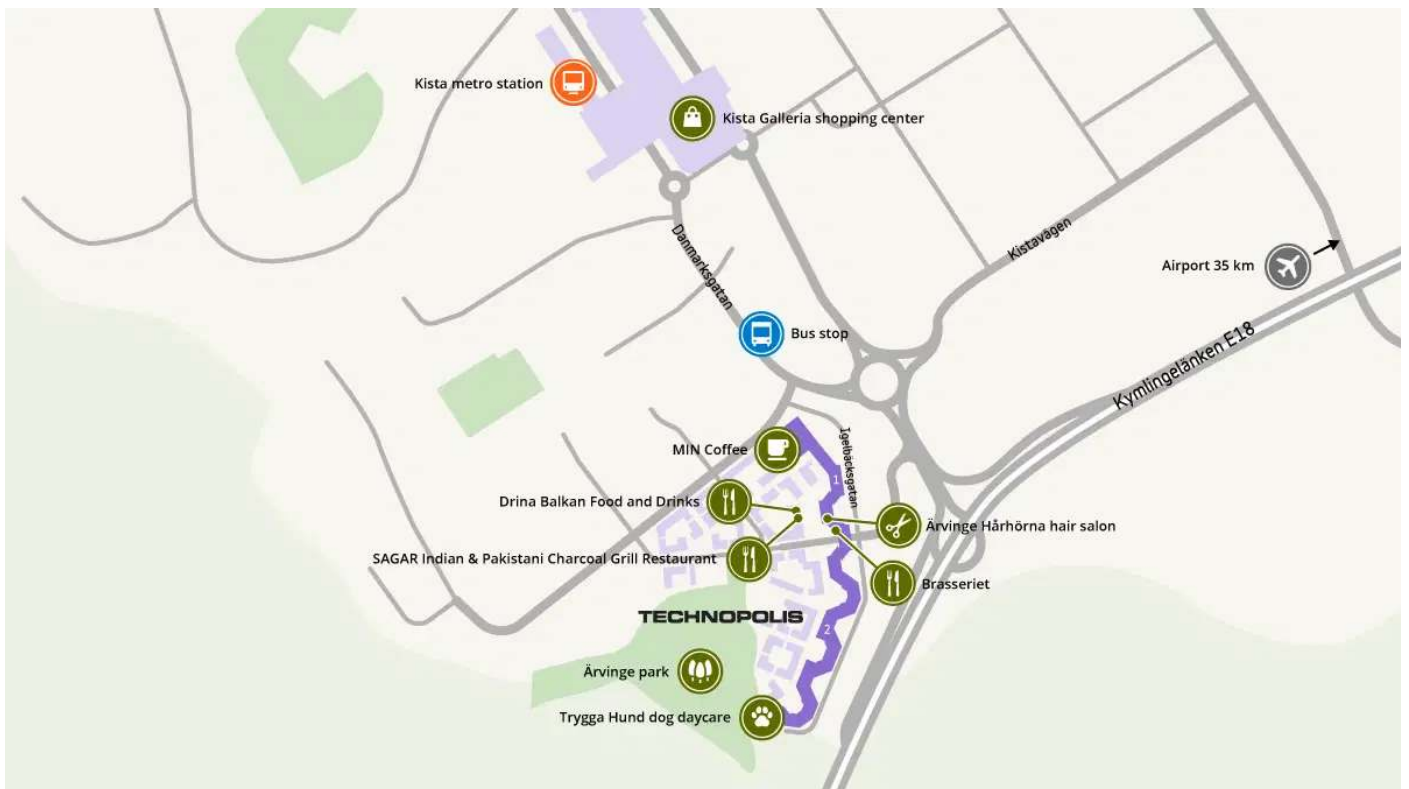 Kista metro station
Kista Galleria shopping center
Danmarksgatan
Kistavägen
Airport 35 km
Kymlingelänken E18
Bus stop
MIN Coffee
Igelbäcksgatan
1
Drina Balkan Food and Drinks
Ärvinge Hårhörna hair salon
SAGAR Indian & Pakistani Charcoal Grill Restaurant
Brasseriet
TECHNOPOLIS
2
Ärvinge park
Trygga Hund dog daycare